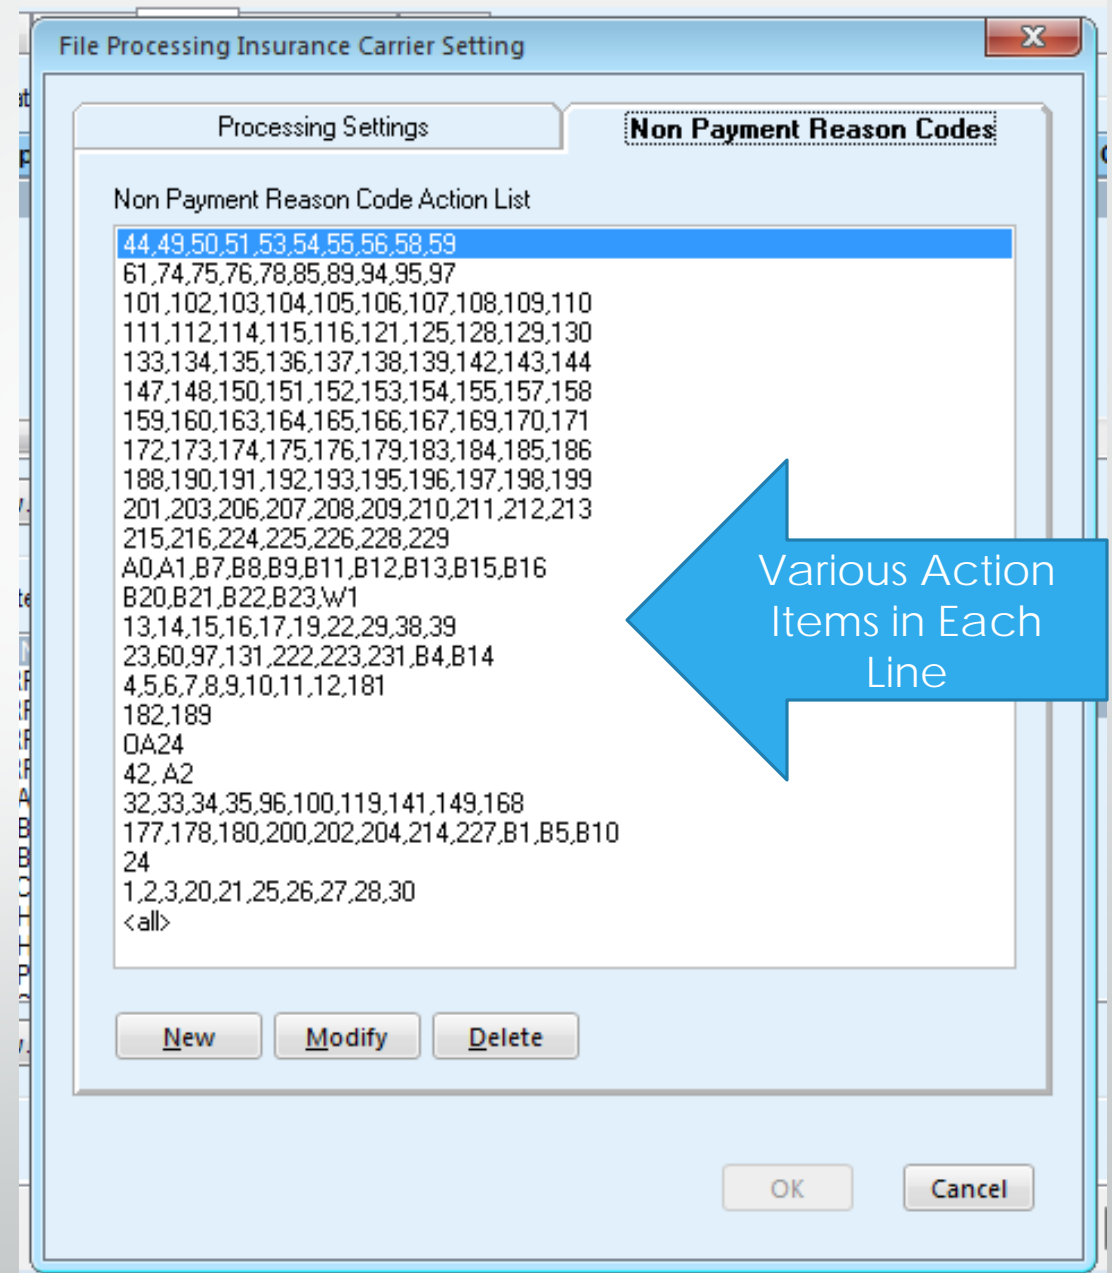 File Processing Insurance Carrier Setting
Processing Settings
Non Payment Reason Codes
Non Payment Reason Code Action List
44,49,50,51,53,54,55,56,58,59
61,74,75,76,78,85,89,94,95,97
101,102,103,104,105,106,107,108,109,110
111,112,114,115,116,121,125,128,129,130
133,134,135,136,137,138,139,142,143,144
147,148,150,151,152,153,154,155,157,158
159,160,163,164,165,166,167,169,170,171
172,173,174,175,176,179,183,184,185,186
188,190,191,192,193,195,196,197,198,199
201,203,206,207,208,209,210,211,212,213
215,216,224,225,226,228,229
A0,A1,B7,B8,B9,B11,B12,B13,B15,B16
B20,B21,B22,B23,W1
13,14,15,16,17,19,22,29,38,39
23,60,97,131,222,223,231,B4,B14
4,5,6,7,8,9,10,11,12,181
182,189
OA24
42, A2
32,33,34,35,96,100,119,141,149,168
177,178,180,200,202,204,214,227,B1,B5,B10
24
1,2,3,20,21,25,26,27,28,30
<all>
Various Action
Items in Each
Line
New
Modify
Delete
OK
Cancel